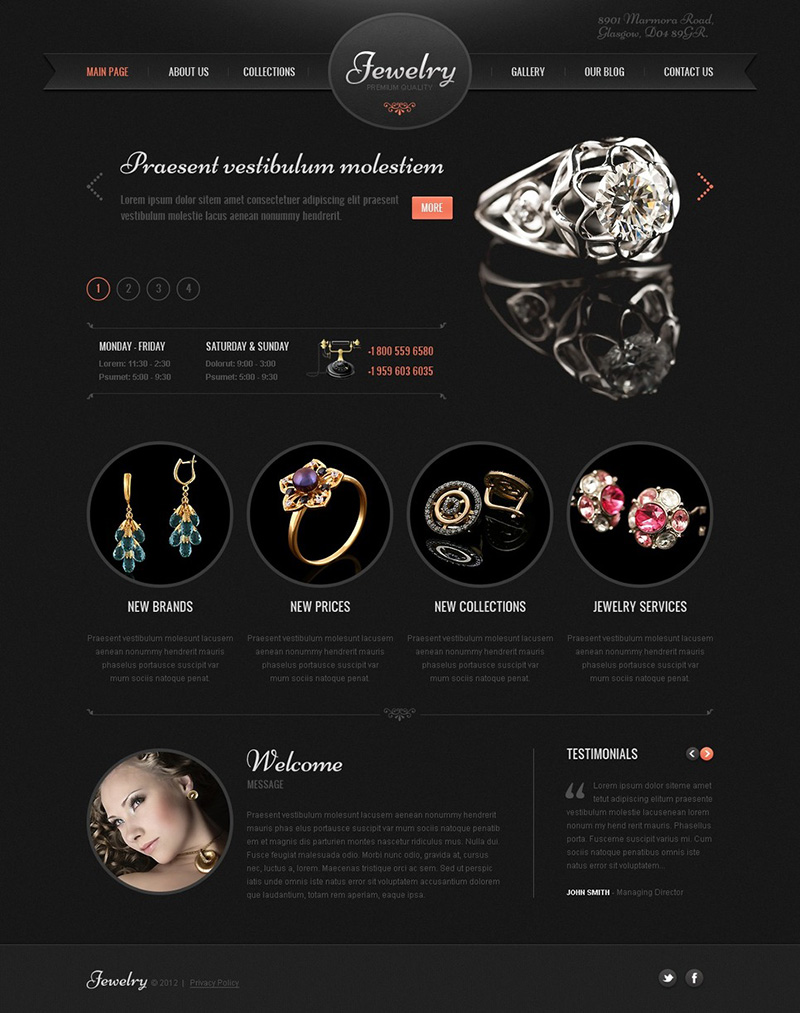 8901 Marmora Road,
Glasgow, D04 89GR.
MAIN PAGE
ABOUT US
COLLECTIONS
Jewelry
PREMIUM QUALITY
GALLERY
OUR BLOG
CONTACT US
Praesent vestibulum molestiem
Lorem ipsum dolor sitem amet consectetuer adipiscing elit praesent
vestibulum molestie lacus aenean nonummy hendrerit.
MORE
1 2 3 4
MONDAY - FRIDAY
Lorem: 11:30 - 2:30
Psumet: 5:00 - 9:30
SATURDAY & SUNDAY
Dolorut: 9:00 - 3:00
Psumet: 5:00 - 9:30
+1 800 559 6580
+1 959 603 6035
NEW BRANDS
Praesent vestibulum molesunt lacusem
aenean nonummy hendrerit mauris
phaselus portausce suscipit var
mum sociis natoque penat.
NEW PRICES
Praesent vestibulum molesunt lacusem
aenean nonummy hendrerit mauris
phaselus portausce suscipit var
mum sociis natoque penat.
NEW COLLECTIONS
Praesent vestibulum molesunt lacusem
aenean nonummy hendrerit mauris
phaselus portausce suscipit var
mum sociis natoque penat.
JEWELRY SERVICES
Praesent vestibulum molesunt lacusem
aenean nonummy hendrerit mauris
phaselus portausce suscipit var
mum sociis natoque penat.
Welcome
MESSAGE
Praesent vestibulum molesunt lacusem aenean nonummy hendrerit
mauris phas elus portausce suscipit var mum sociis natoque penatib
em et magnis dis parturien montes nascetur ridiculus mus. Nulla dui.
Fusce feugiat malesuada odio. Morbi nunc odio, gravida at, cursus
nec, luctus a, lorem. Maecenas tristique orci ac sem. Sed ut perspic
iatis unde omnis iste natus error sit voluptatem accusantium dolorem
que laudantium, totam rem aperiam, eaque ipsa.
TESTIMONIALS
“ Lorem ipsum dolor siteme amet
tetut adipiscing elitum praesente
vestibulum molestie lacusenean lorem
nonum my hend rerit mauris. Phasellus
porta. Fusceme suscipit varius mi. Cum
sociis natoque penatibus omnis iste
natus error sit voluptatem...
JOHN SMITH - Managing Director
Jewelry © 2012 | Privacy Policy
f